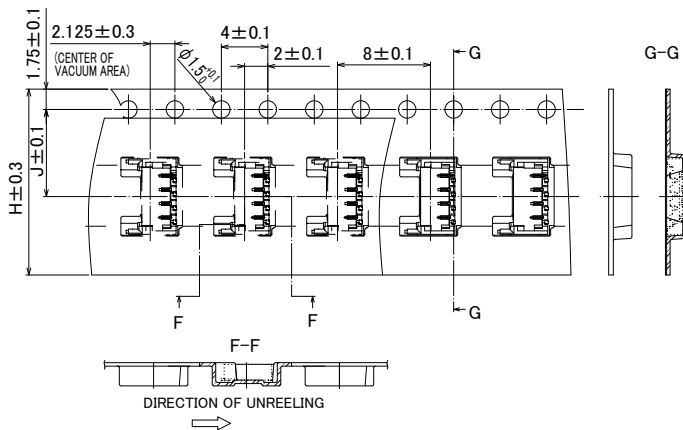 2.125±0.3
(CENTER OF
VACUUM AREA)
1.75±0.1
φ1.5 +0.1 0
4±0.1
2±0.1
8±0.1
G
G-G
J±0.1
H±0.3
G
F
F
F-F
DIRECTION OF UNREELING